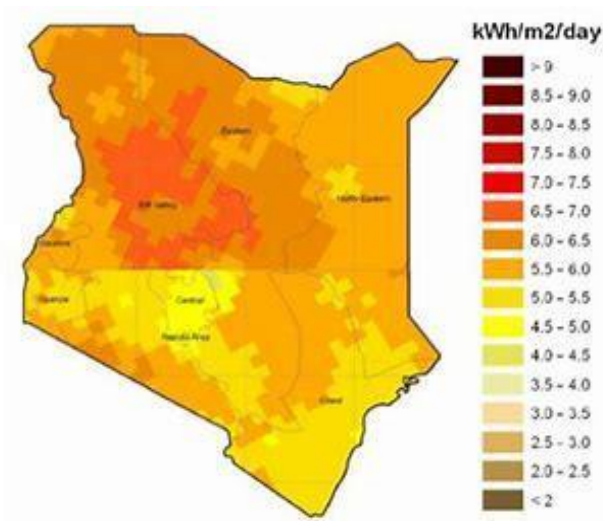 kWh/m2/day
> 9
8.5 - 9.0
8.0 - 8.5
7.5 - 8.0
7.0 - 7.5
6.5 - 7.0
6.0 - 6.5
5.5 - 6.0
5.0 - 5.5
4.5 - 5.0
4.0 - 4.5
3.5 - 4.0
3.0 - 3.5
2.5 - 3.0
2.0 - 2.5
< 2
Eastern
Rift Valley
North-Eastern
Western
Nyanza
Central
Nairobi Area
Coast